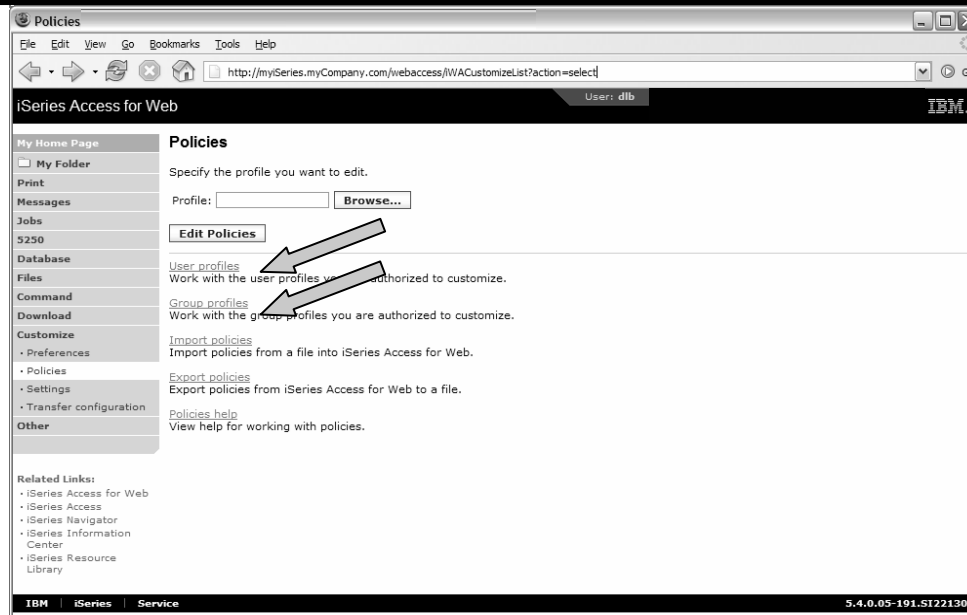 Policies
File Edit View Go Bookmarks Tools Help
http://myiSeries.myCompany.com/webaccess/iWACustomizeList?action=select
iSeries Access for Web
User: dlb
IBM.
My Home Page
My Folder
Print
Messages
Jobs
5250
Database
Files
Command
Download
Customize
• Preferences
• Policies
• Settings
• Transfer configuration
Other
Related Links:
• iSeries Access for Web
• iSeries Access
• iSeries Navigator
• iSeries Information
Center
• iSeries Resource
Library
Policies
Specify the profile you want to edit.
Profile: Browse...
Edit Policies
User profiles
Work with the user profiles authorized to customize.
Group profiles
Work with the group profiles you are authorized to customize.
Import policies
Import policies from a file into iSeries Access for Web.
Export policies
Export policies from iSeries Access for Web to a file.
Policies help
View help for working with policies.
IBM | iSeries | Service
5.4.0.05-191.SI22130